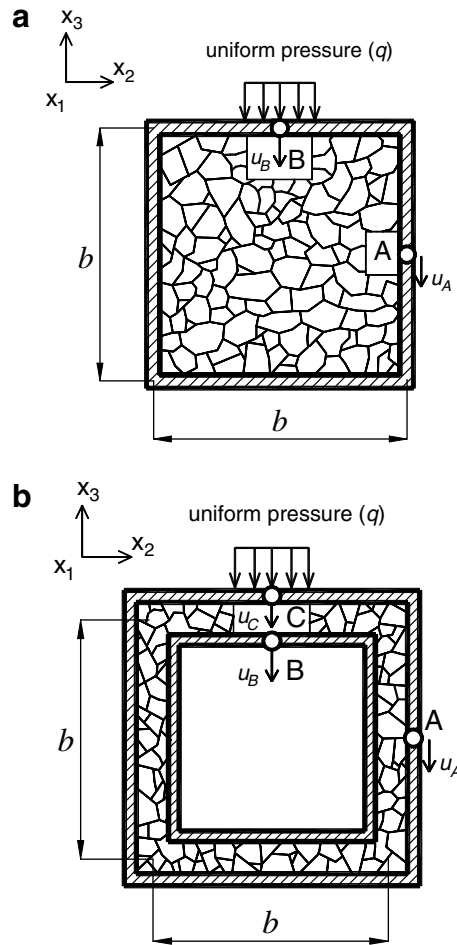 a
x3
x2
x1
uniform pressure (q)
uB B
A
uA
b
b
b
x3
x2
x1
uniform pressure (q)
uC C
B
uB
A
uA
b
b